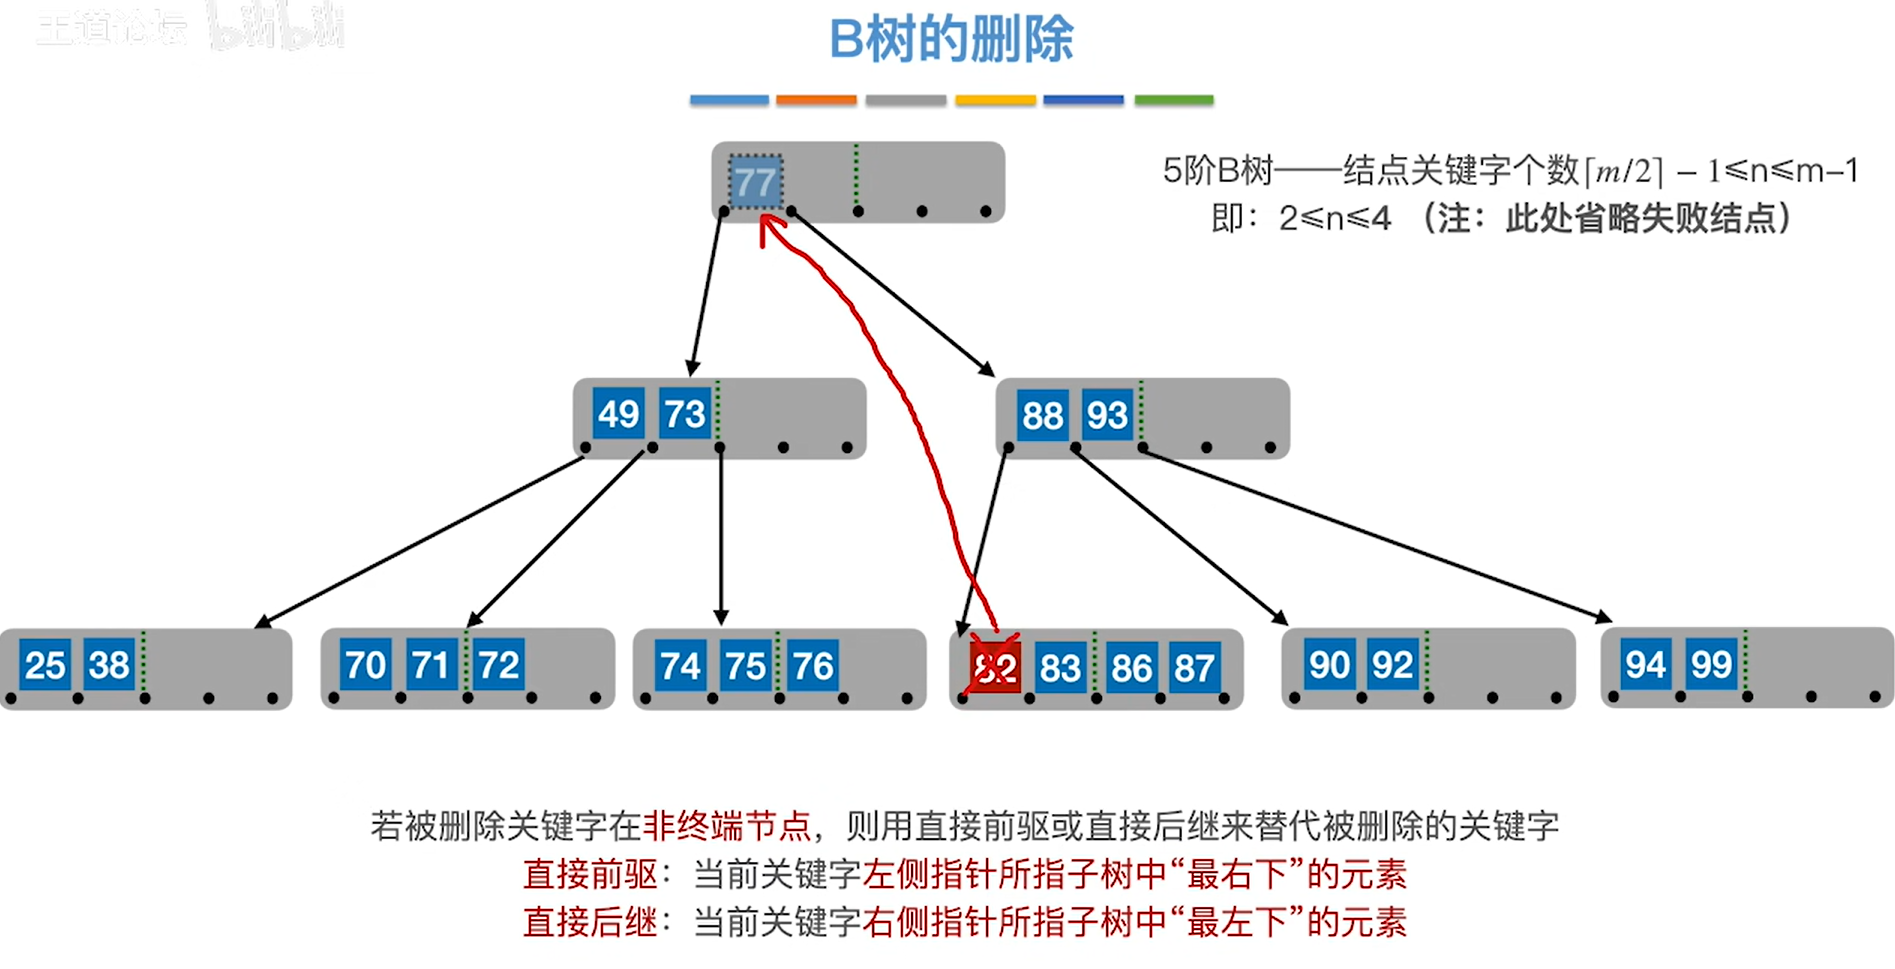 王道论坛 bilibili
B树的删除
77
5阶B树——结点关键字个数⌈m/2⌉ – 1≤n≤m–1
即：2≤n≤4 （注：此处省略失败结点）
49 73
88 93
25 38
70 71 72
74 75 76
82 83 86 87
90 92
94 99
若被删除关键字在非终端节点，则用直接前驱或直接后继来替代被删除的关键字
直接前驱：当前关键字左侧指针所指子树中“最右下”的元素
直接后继：当前关键字右侧指针所指子树中“最左下”的元素